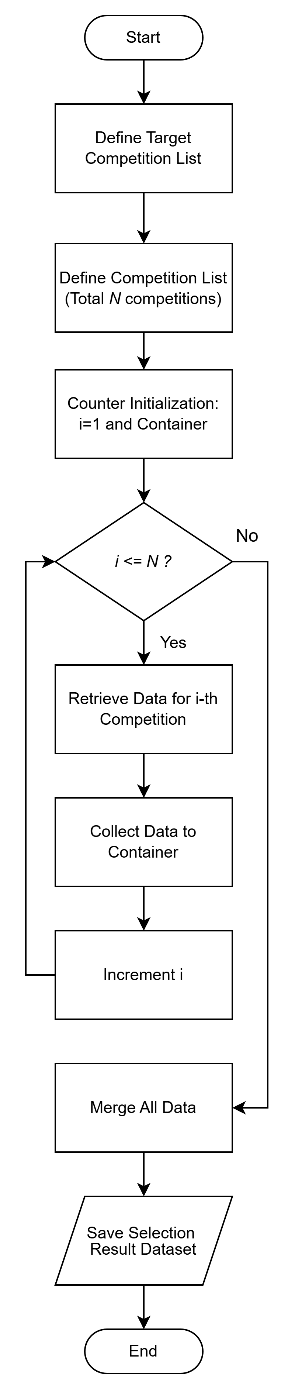 Start
Define Target
Competition List
Define Competition List
(Total N competitions)
Counter Initialization:
i=1 and Container
i <= N ?
No
Yes
Retrieve Data for i-th
Competition
Collect Data to
Container
Increment i
Merge All Data
Save Selection
Result Dataset
End